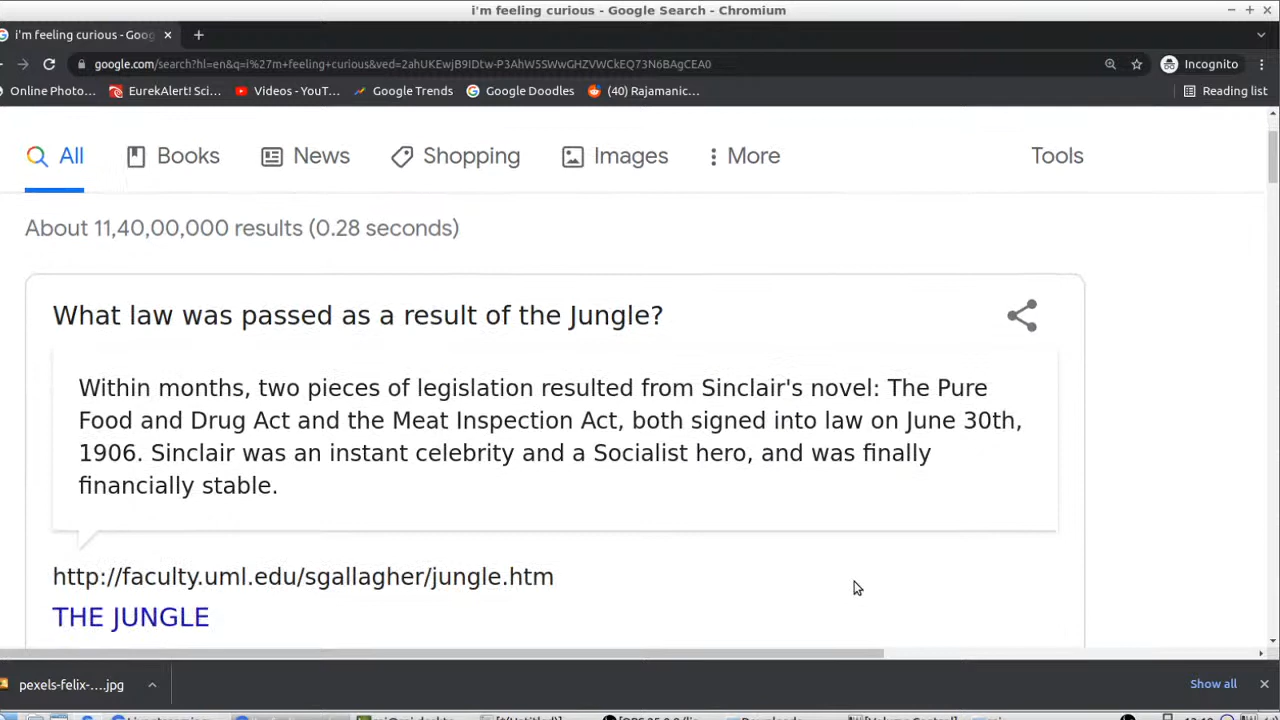 i'm feeling curious - Google Search - Chromium
i'm feeling curious - Goog
google.com/search?hl=en&q=i%27m+feeling+curious&ved=2ahUKEwjB9IDtw-P3AhW5SWwGHZVWCkEQ73N6BAgCEA0
Incognito
Online Photo... EurekAlert! Sci... Videos - YouT... Google Trends Google Doodles (40) Rajamanic... Reading list
All Books News Shopping Images More Tools
About 11,40,00,000 results (0.28 seconds)
What law was passed as a result of the Jungle?
Within months, two pieces of legislation resulted from Sinclair's novel: The Pure
Food and Drug Act and the Meat Inspection Act, both signed into law on June 30th,
1906. Sinclair was an instant celebrity and a Socialist hero, and was finally
financially stable.
http://faculty.uml.edu/sgallagher/jungle.htm
THE JUNGLE
pexels-felix-....jpg
Show all